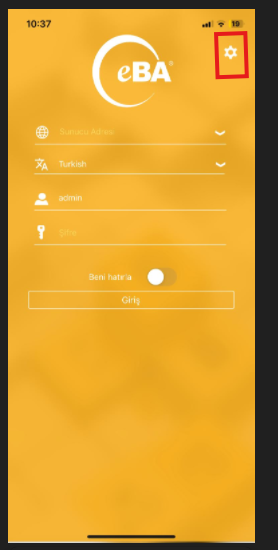 10:37
19
eBA®
Sunucu Adresi
Turkish
admin
Şifre
Beni hatırla
Giriş